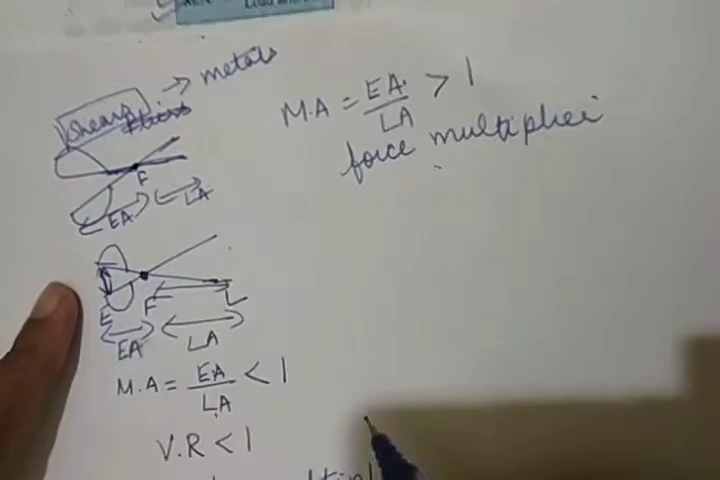 Shears → metals
F
EA LA
M.A = EA / LA > 1
force multiplier
E F L
EA LA
M.A = EA / LA < 1
V.R < 1